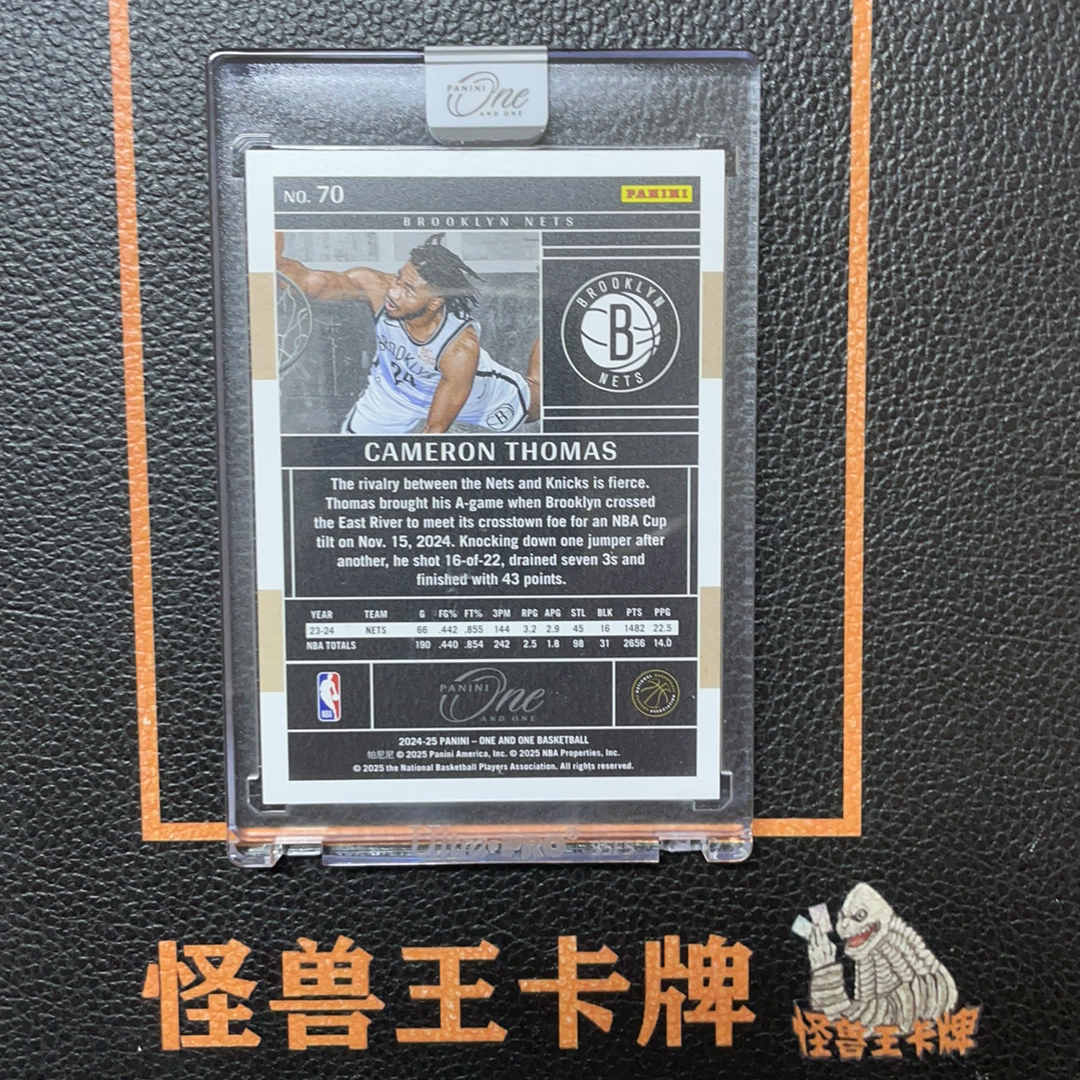 PANINI
One
AND ONE
NO. 70
PANINI
BROOKLYN NETS
BROOKLYN
24
BROOKLYN
B
NETS
CAMERON THOMAS
The rivalry between the Nets and Knicks is fierce.
Thomas brought his A-game when Brooklyn crossed
the East River to meet its crosstown foe for an NBA Cup
tilt on Nov. 15, 2024. Knocking down one jumper after
another, he shot 16-of-22, drained seven 3s and
finished with 43 points.
YEAR TEAM G FG% FT% 3PM RPG APG STL BLK PTS PPG
23-24 NETS 66 .442 .855 144 3.2 2.9 45 16 1482 22.5
NBA TOTALS 190 .440 .854 242 2.5 1.8 98 31 2656 14.0
NBA
PANINI
One
AND ONE
2024-25 PANINI – ONE AND ONE BASKETBALL
帕尼尼 © 2025 Panini America, Inc. © 2025 NBA Properties, Inc.
© 2025 the National Basketball Players Association. All rights reserved.
Ultra·PRO
怪兽王卡牌
怪兽王卡牌